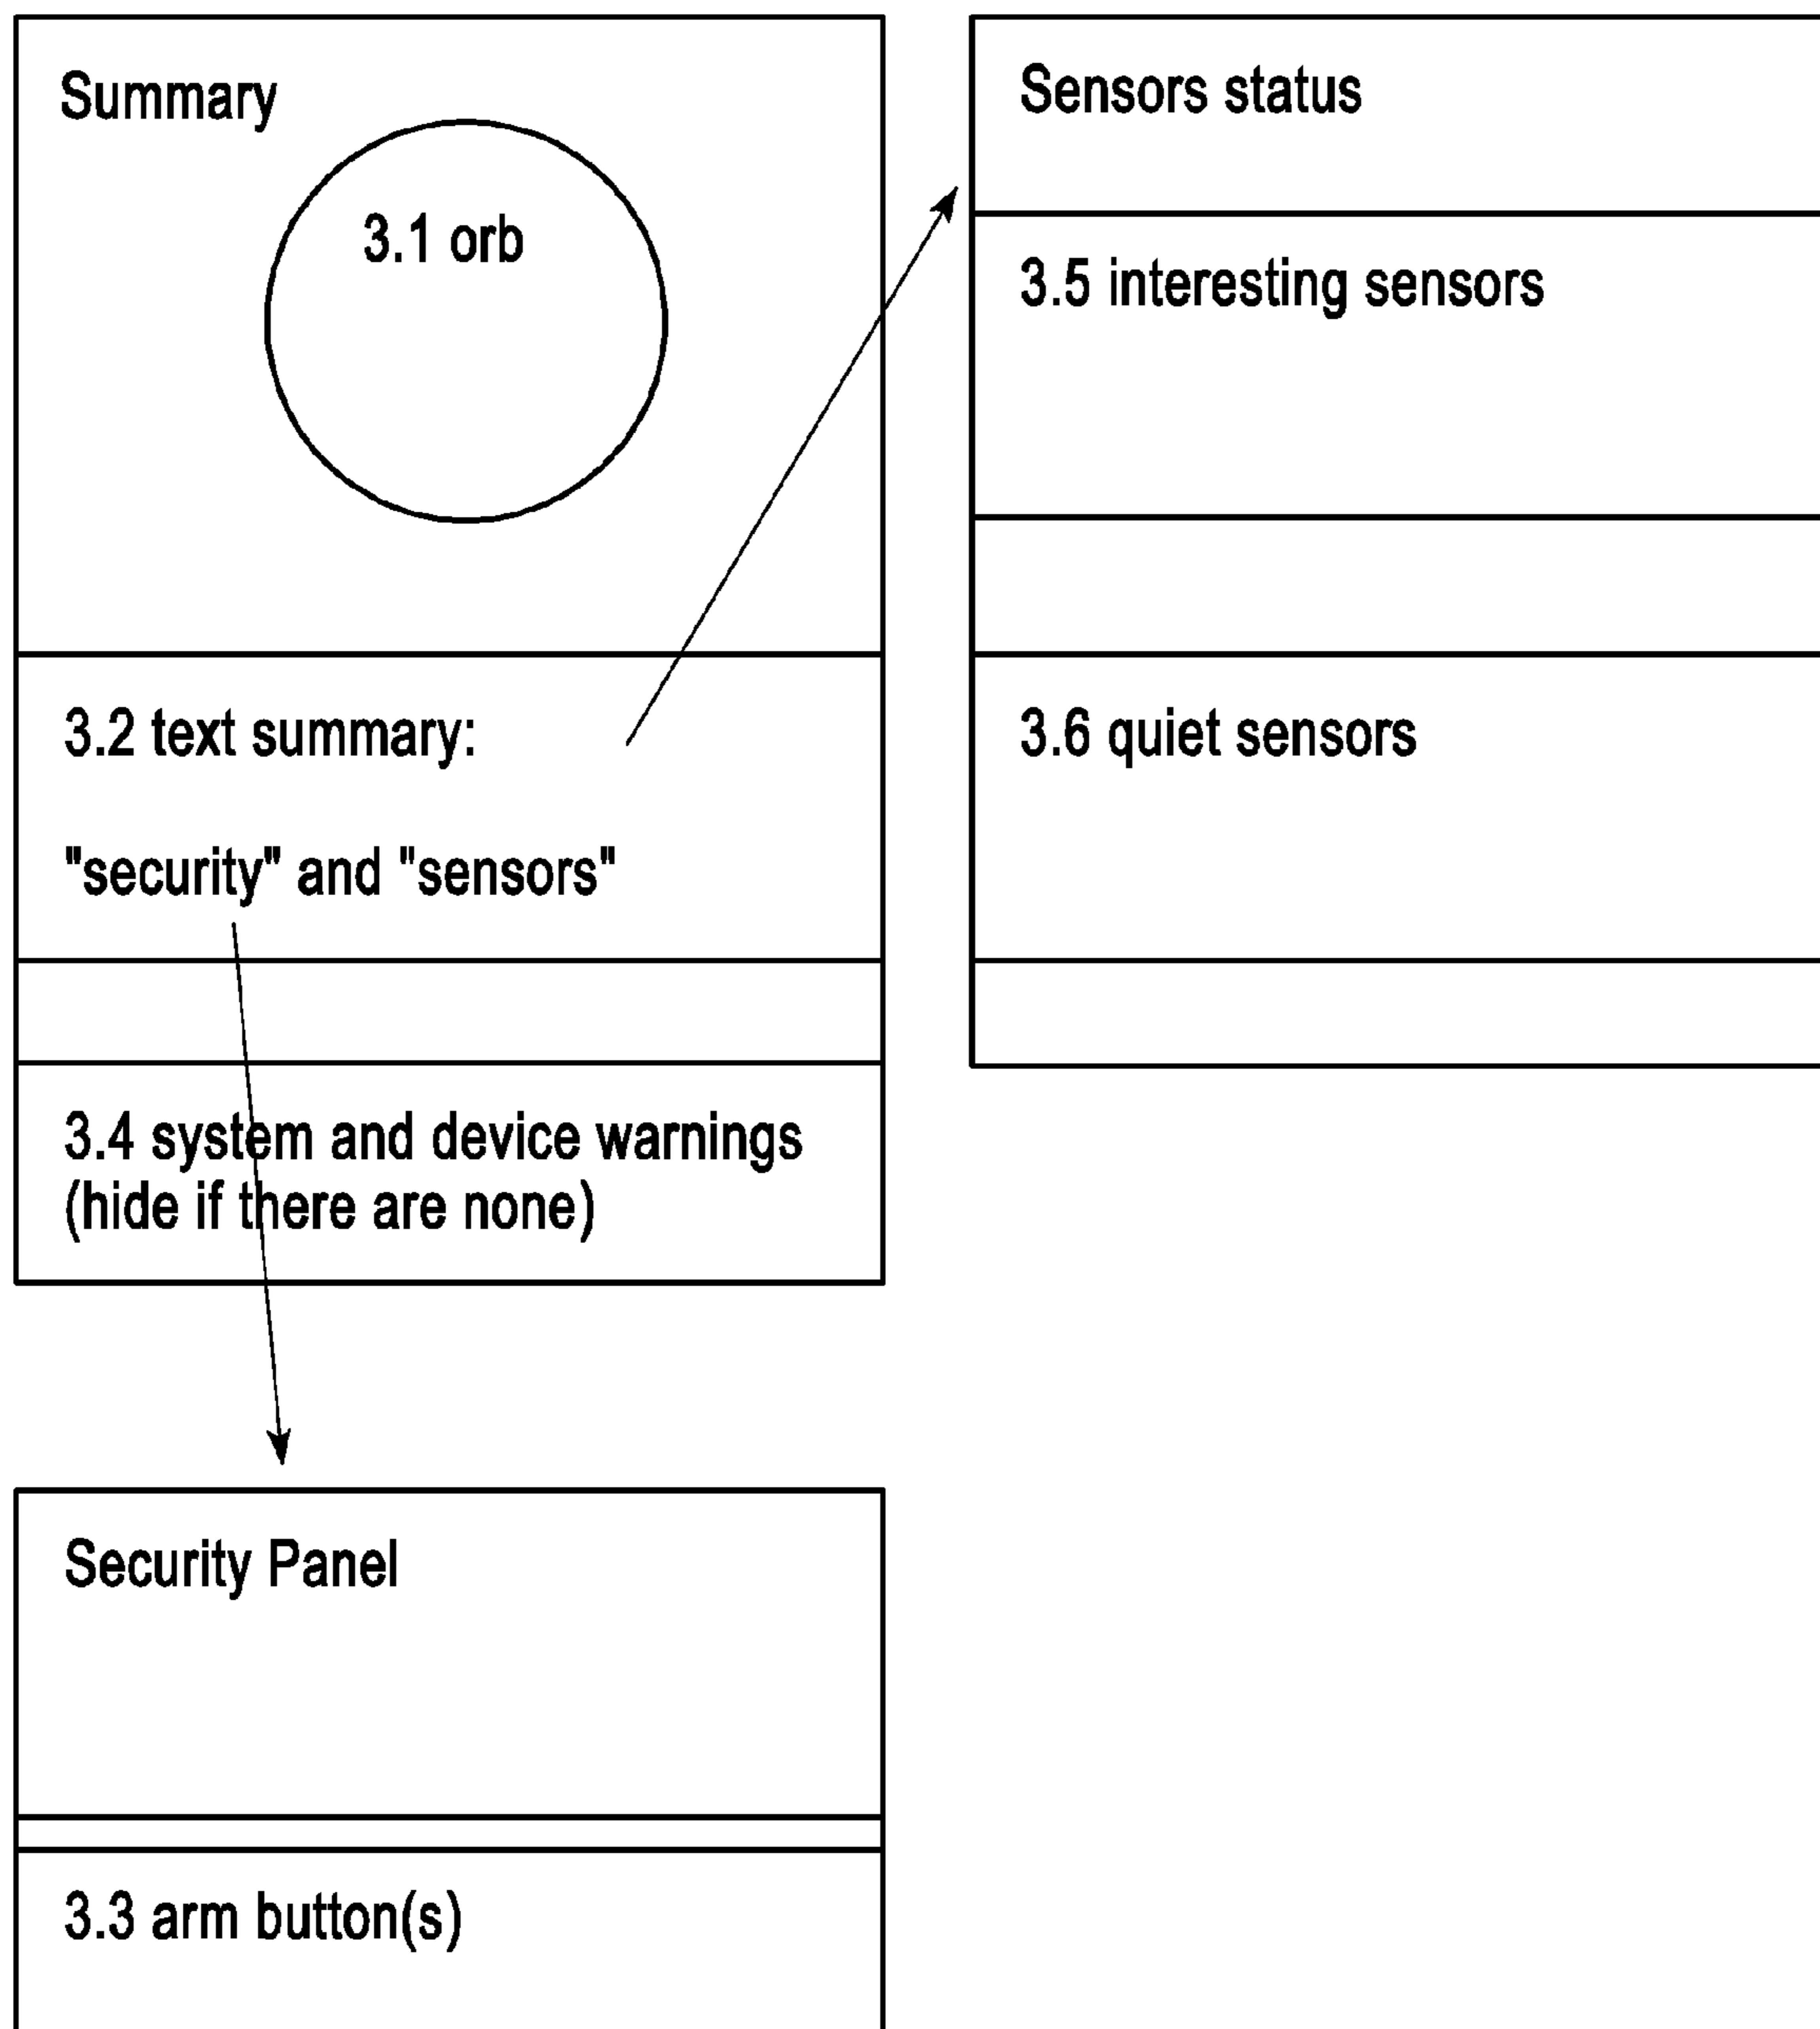 Summary
3.1 orb
3.2 text summary:
"security" and "sensors"
3.4 system and device warnings
(hide if there are none)
Sensors status
3.5 interesting sensors
3.6 quiet sensors
Security Panel
3.3 arm button(s)